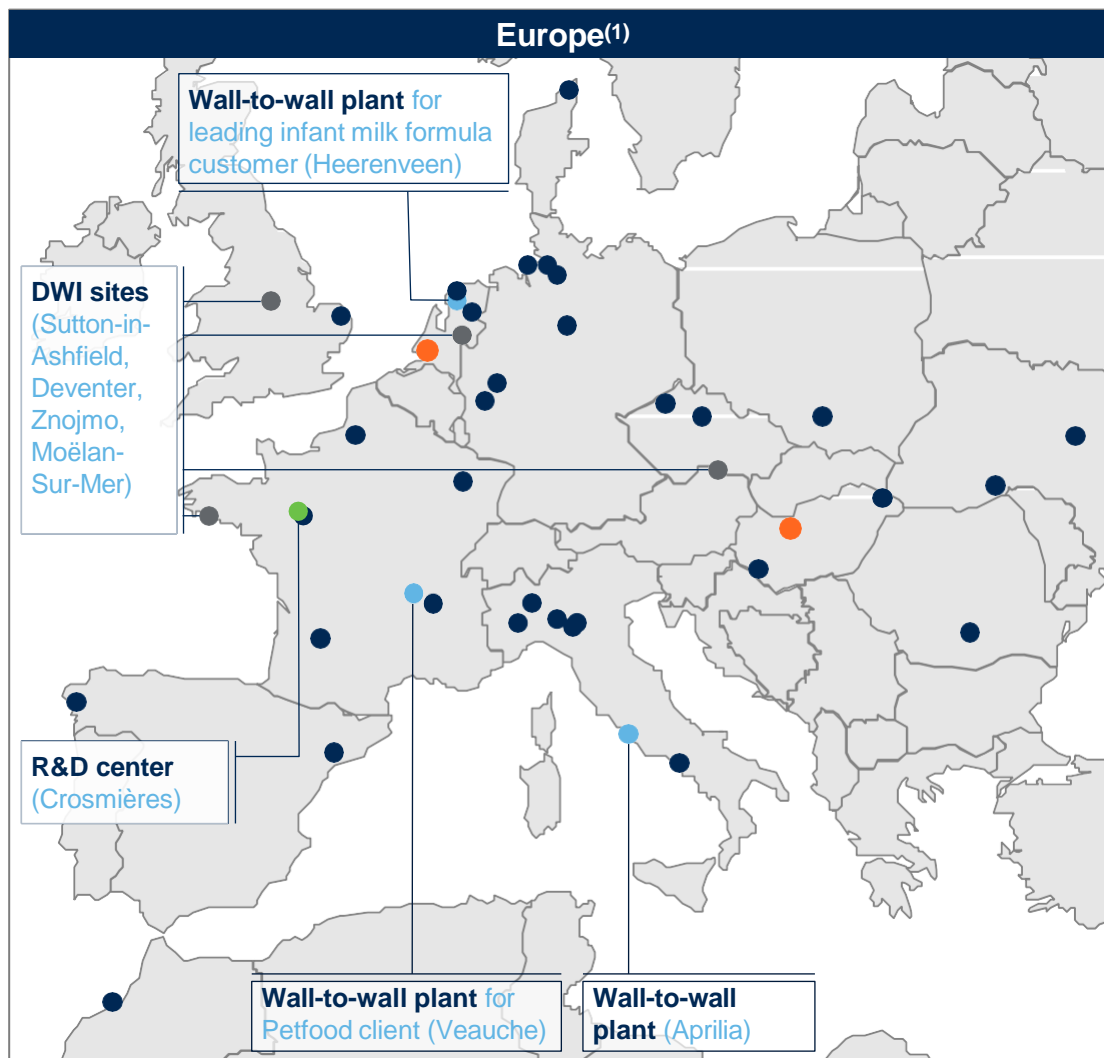 Europe(1)
Wall-to-wall plant for
leading infant milk formula
customer (Heerenveen)
DWI sites
(Sutton-in-
Ashfield,
Deventer,
Znojmo,
Moëlan-
Sur-Mer)
R&D center
(Crosmières)
Wall-to-wall plant for
Petfood client (Veauche)
Wall-to-wall
plant (Aprilia)